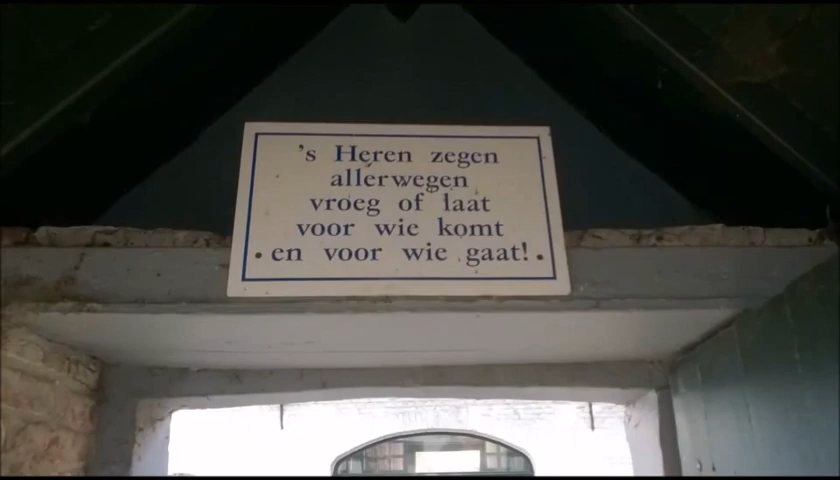 's Heren zegen
allerwegen
vroeg of laat
voor wie komt
en voor wie gaat!